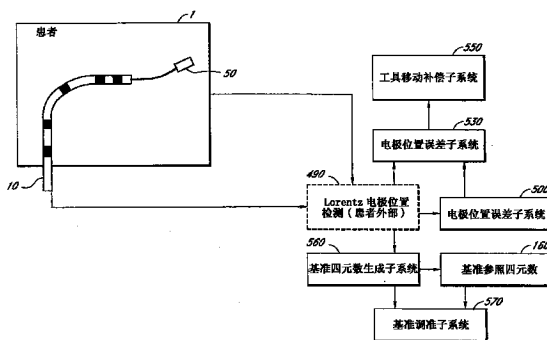 1
患者
50
10
550
工具移动补偿子系统
530
电极位置误差子系统
490
Lorentz 电极位置
检测（患者外部）
500
电极位置误差子系统
560
基准四元数生成子系统
160
基准参照四元数
570
基准调准子系统